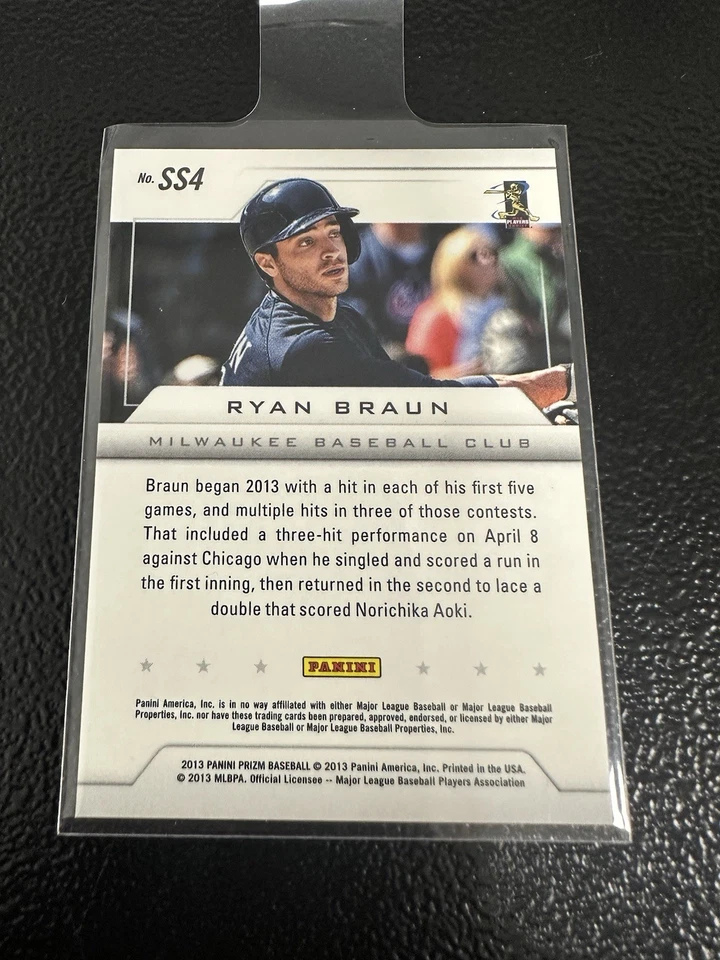 No. SS4
PLAYERS
RYAN BRAUN
MILWAUKEE BASEBALL CLUB
Braun began 2013 with a hit in each of his first five
games, and multiple hits in three of those contests.
That included a three-hit performance on April 8
against Chicago when he singled and scored a run in
the first inning, then returned in the second to lace a
double that scored Norichika Aoki.
PANINI
Panini America, Inc. is in no way affiliated with either Major League Baseball or Major League Baseball
Properties, Inc. nor have these trading cards been prepared, approved, endorsed, or licensed by either Major
League Baseball or Major League Baseball Properties, Inc.
2013 PANINI PRIZM BASEBALL © 2013 Panini America, Inc. Printed in the USA.
© 2013 MLBPA. Official Licensee -- Major League Baseball Players Association